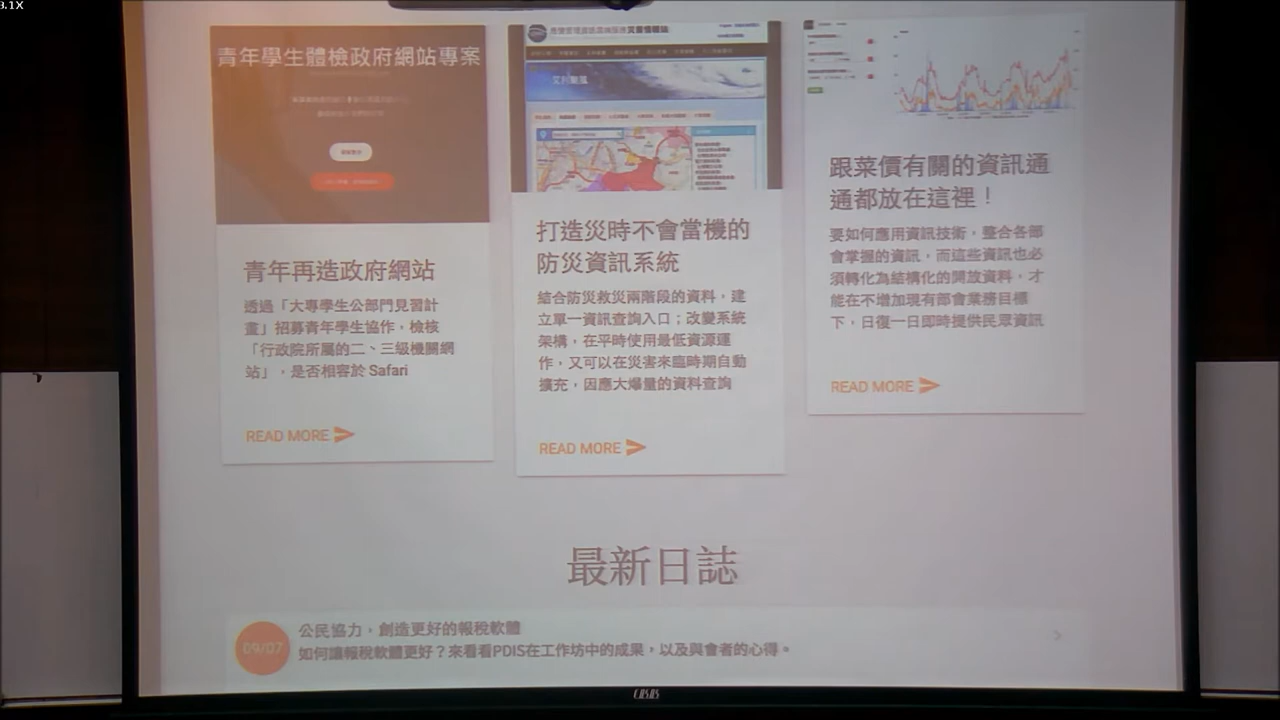 3.1X
青年學生體檢政府網站專案
青年再造政府網站
透過「大專學生公部門見習計
畫」招募青年學生協作，檢核
「行政院所屬的二、三級機關網
站」，是否相容於 Safari
READ MORE
艾利颱風
打造災時不會當機的
防災資訊系統
結合防災救災兩階段的資料，建
立單一資訊查詢入口；改變系統
架構，在平時使用最低資源運
作，又可以在災害來臨時期自動
擴充，因應大爆量的資料查詢
READ MORE
跟菜價有關的資訊通
通都放在這裡！
要如何應用資訊技術，整合各部
會掌握的資訊，而這些資訊也必
須轉化為結構化的開放資料，才
能在不增加現有部會業務目標
下，日復一日即時提供民眾資訊
READ MORE
最新日誌
09/07
公民協力，創造更好的報稅軟體
如何讓報稅軟體更好？來看看PDIS在工作坊中的成果，以及與會者的心得。